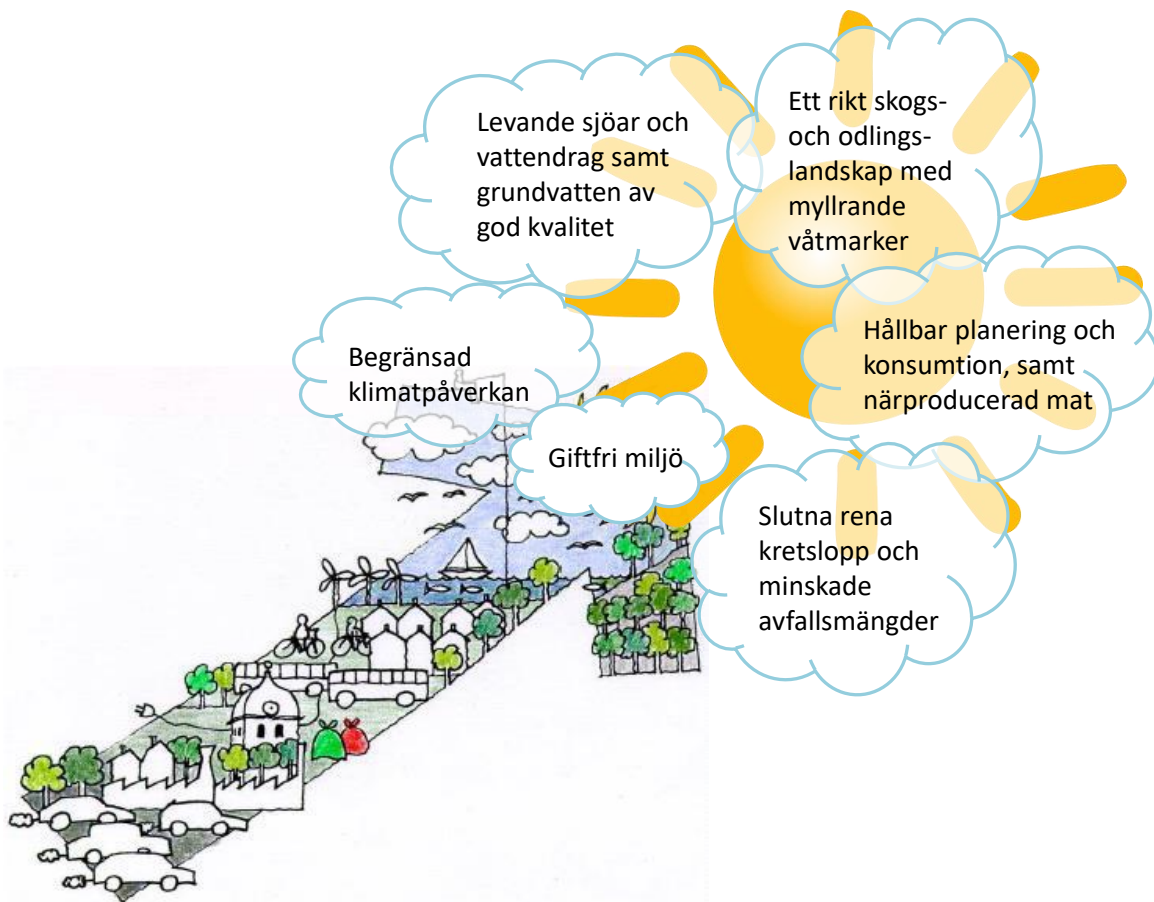 Levande sjöar och
vattendrag samt
grundvatten av
god kvalitet
Ett rikt skogs-
och odlings-
landskap med
myllrande
våtmarker
Begränsad
klimatpåverkan
Hållbar planering och
konsumtion, samt
närproducerad mat
Giftfri miljö
Slutna rena
kretslopp och
minskade
avfallsmängder